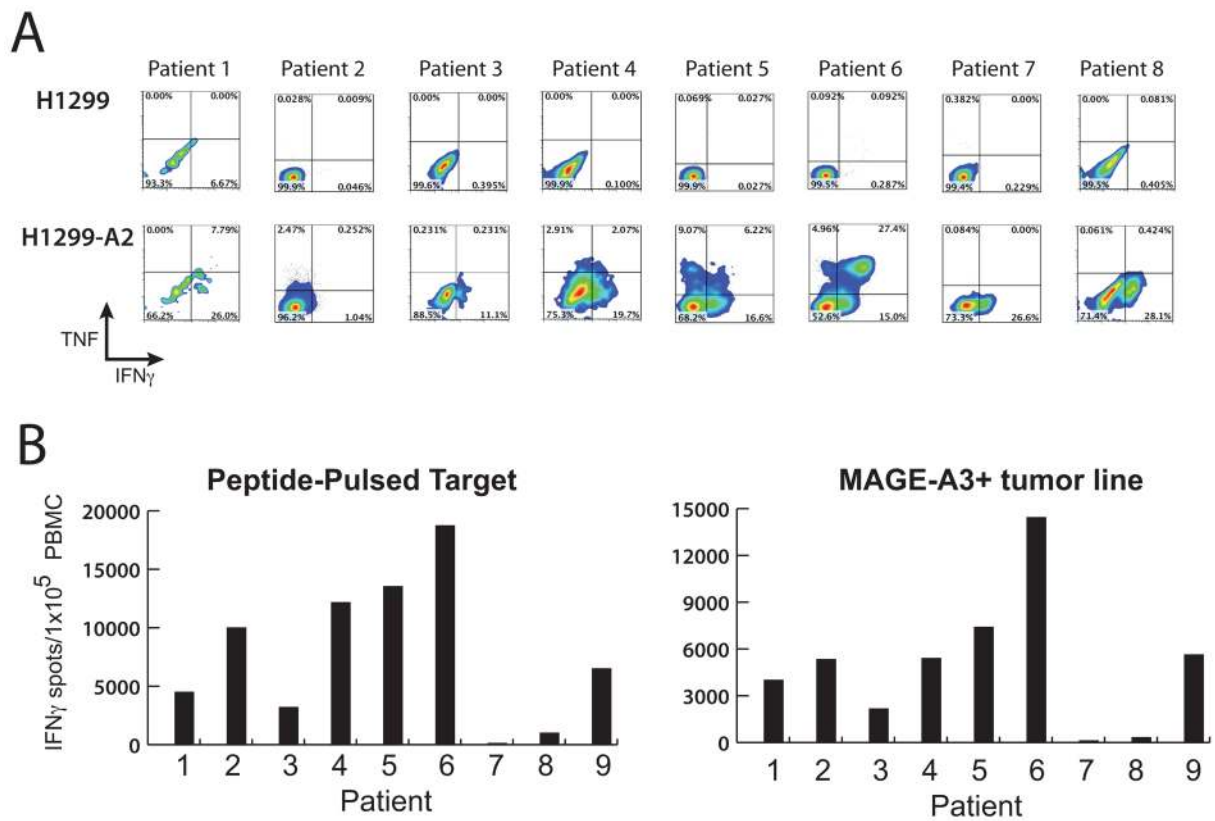 A
Patient 1 Patient 2 Patient 3 Patient 4 Patient 5 Patient 6 Patient 7 Patient 8
H1299
0.00% 0.00% 0.028% 0.009% 0.00% 0.00% 0.00% 0.00% 0.069% 0.027% 0.092% 0.092% 0.382% 0.00% 0.00% 0.081%
93.3% 6.67% 99.9% 0.046% 99.6% 0.395% 99.9% 0.100% 99.9% 0.027% 99.5% 0.287% 99.4% 0.229% 99.5% 0.405%
H1299-A2
0.00% 7.79% 2.47% 0.252% 0.231% 0.231% 2.91% 2.07% 9.07% 6.22% 4.96% 27.4% 0.084% 0.00% 0.061% 0.424%
66.2% 26.0% 96.2% 1.04% 88.5% 11.1% 75.3% 19.7% 68.2% 16.6% 52.6% 15.0% 73.3% 26.6% 71.4% 28.1%
TNF
IFNγ
B
Peptide-Pulsed Target
IFNγ spots/1x10⁵ PBMC
20000
15000
10000
5000
0
1 2 3 4 5 6 7 8 9
Patient
MAGE-A3+ tumor line
15000
12000
9000
6000
3000
0
1 2 3 4 5 6 7 8 9
Patient